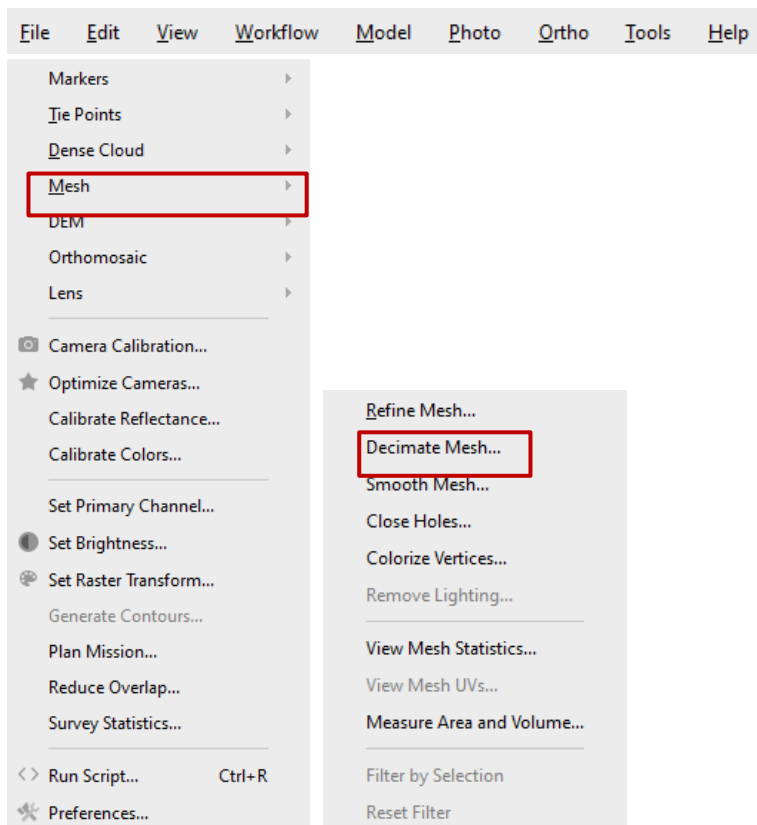 File Edit View Workflow Model Photo Ortho Tools Help
Markers
Tie Points
Dense Cloud
Mesh
DEM
Orthomosaic
Lens
Camera Calibration...
Optimize Cameras...
Calibrate Reflectance...
Calibrate Colors...
Set Primary Channel...
Set Brightness...
Set Raster Transform...
Generate Contours...
Plan Mission...
Reduce Overlap...
Survey Statistics...
Run Script... Ctrl+R
Preferences...
Refine Mesh...
Decimate Mesh...
Smooth Mesh...
Close Holes...
Colorize Vertices...
Remove Lighting...
View Mesh Statistics...
View Mesh UVs...
Measure Area and Volume...
Filter by Selection
Reset Filter